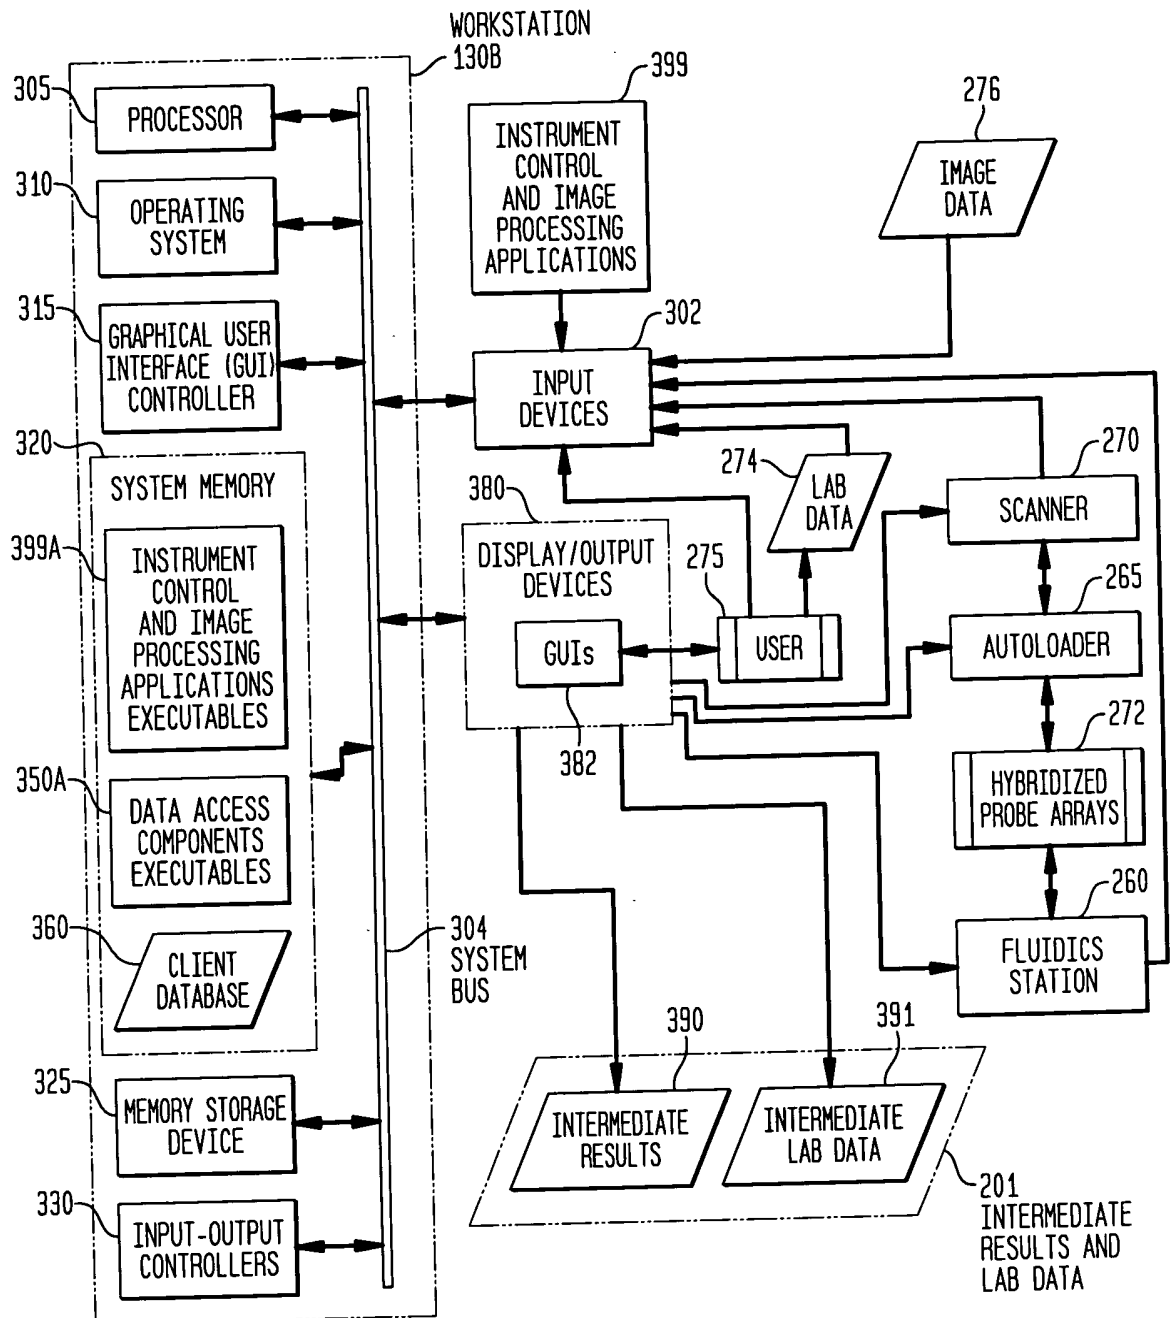 WORKSTATION
130B
305
PROCESSOR
310
OPERATING
SYSTEM
315
GRAPHICAL USER
INTERFACE (GUI)
CONTROLLER
320
SYSTEM MEMORY
399A
INSTRUMENT
CONTROL
AND IMAGE
PROCESSING
APPLICATIONS
EXECUTABLES
350A
DATA ACCESS
COMPONENTS
EXECUTABLES
360
CLIENT
DATABASE
325
MEMORY STORAGE
DEVICE
330
INPUT-OUTPUT
CONTROLLERS
304
SYSTEM
BUS
399
INSTRUMENT
CONTROL
AND IMAGE
PROCESSING
APPLICATIONS
276
IMAGE
DATA
302
INPUT
DEVICES
274
LAB
DATA
270
SCANNER
380
DISPLAY/OUTPUT
DEVICES
GUIs
382
275
USER
265
AUTOLOADER
272
HYBRIDIZED
PROBE ARRAYS
260
FLUIDICS
STATION
390
INTERMEDIATE
RESULTS
391
INTERMEDIATE
LAB DATA
201
INTERMEDIATE
RESULTS AND
LAB DATA